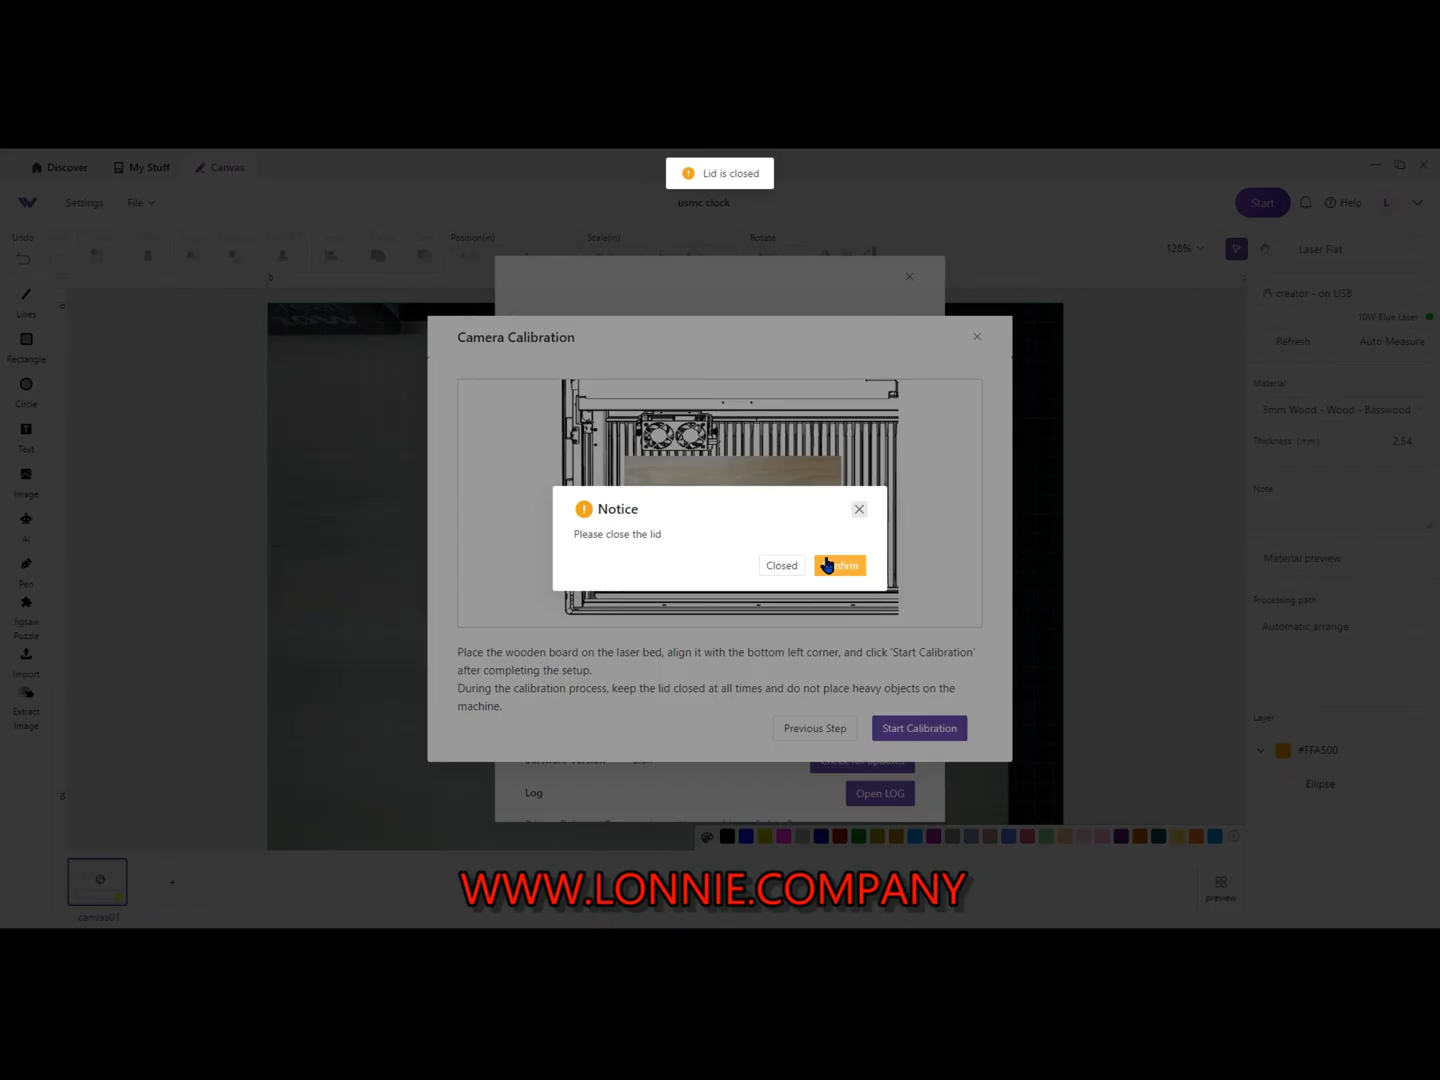 Discover
My Stuff
Canvas
Lid is closed
Settings
File
usmc clock
Start
Help
L
Undo
Position(in)
Scale(in)
Rotate
128%
Laser Flat
Lines
Rectangle
Circle
Text
Image
AI
Pen
Jigsaw
Puzzle
Import
Extract
Image
creator - on USB
10W Blue Laser
Refresh
Auto Measure
Material
3mm Wood - Wood - Basswood
Thickness (mm)
2.54
Note
Material preview
Processing path
Automatic arrange
Layer
#FFA500
Ellipse
Camera Calibration
Notice
Please close the lid
Closed
Place the wooden board on the laser bed, align it with the bottom left corner, and click 'Start Calibration'
after completing the setup.
During the calibration process, keep the lid closed at all times and do not place heavy objects on the
machine.
Previous Step
Start Calibration
Log
Open LOG
canvas01
preview
WWW.LONNIE.COMPANY